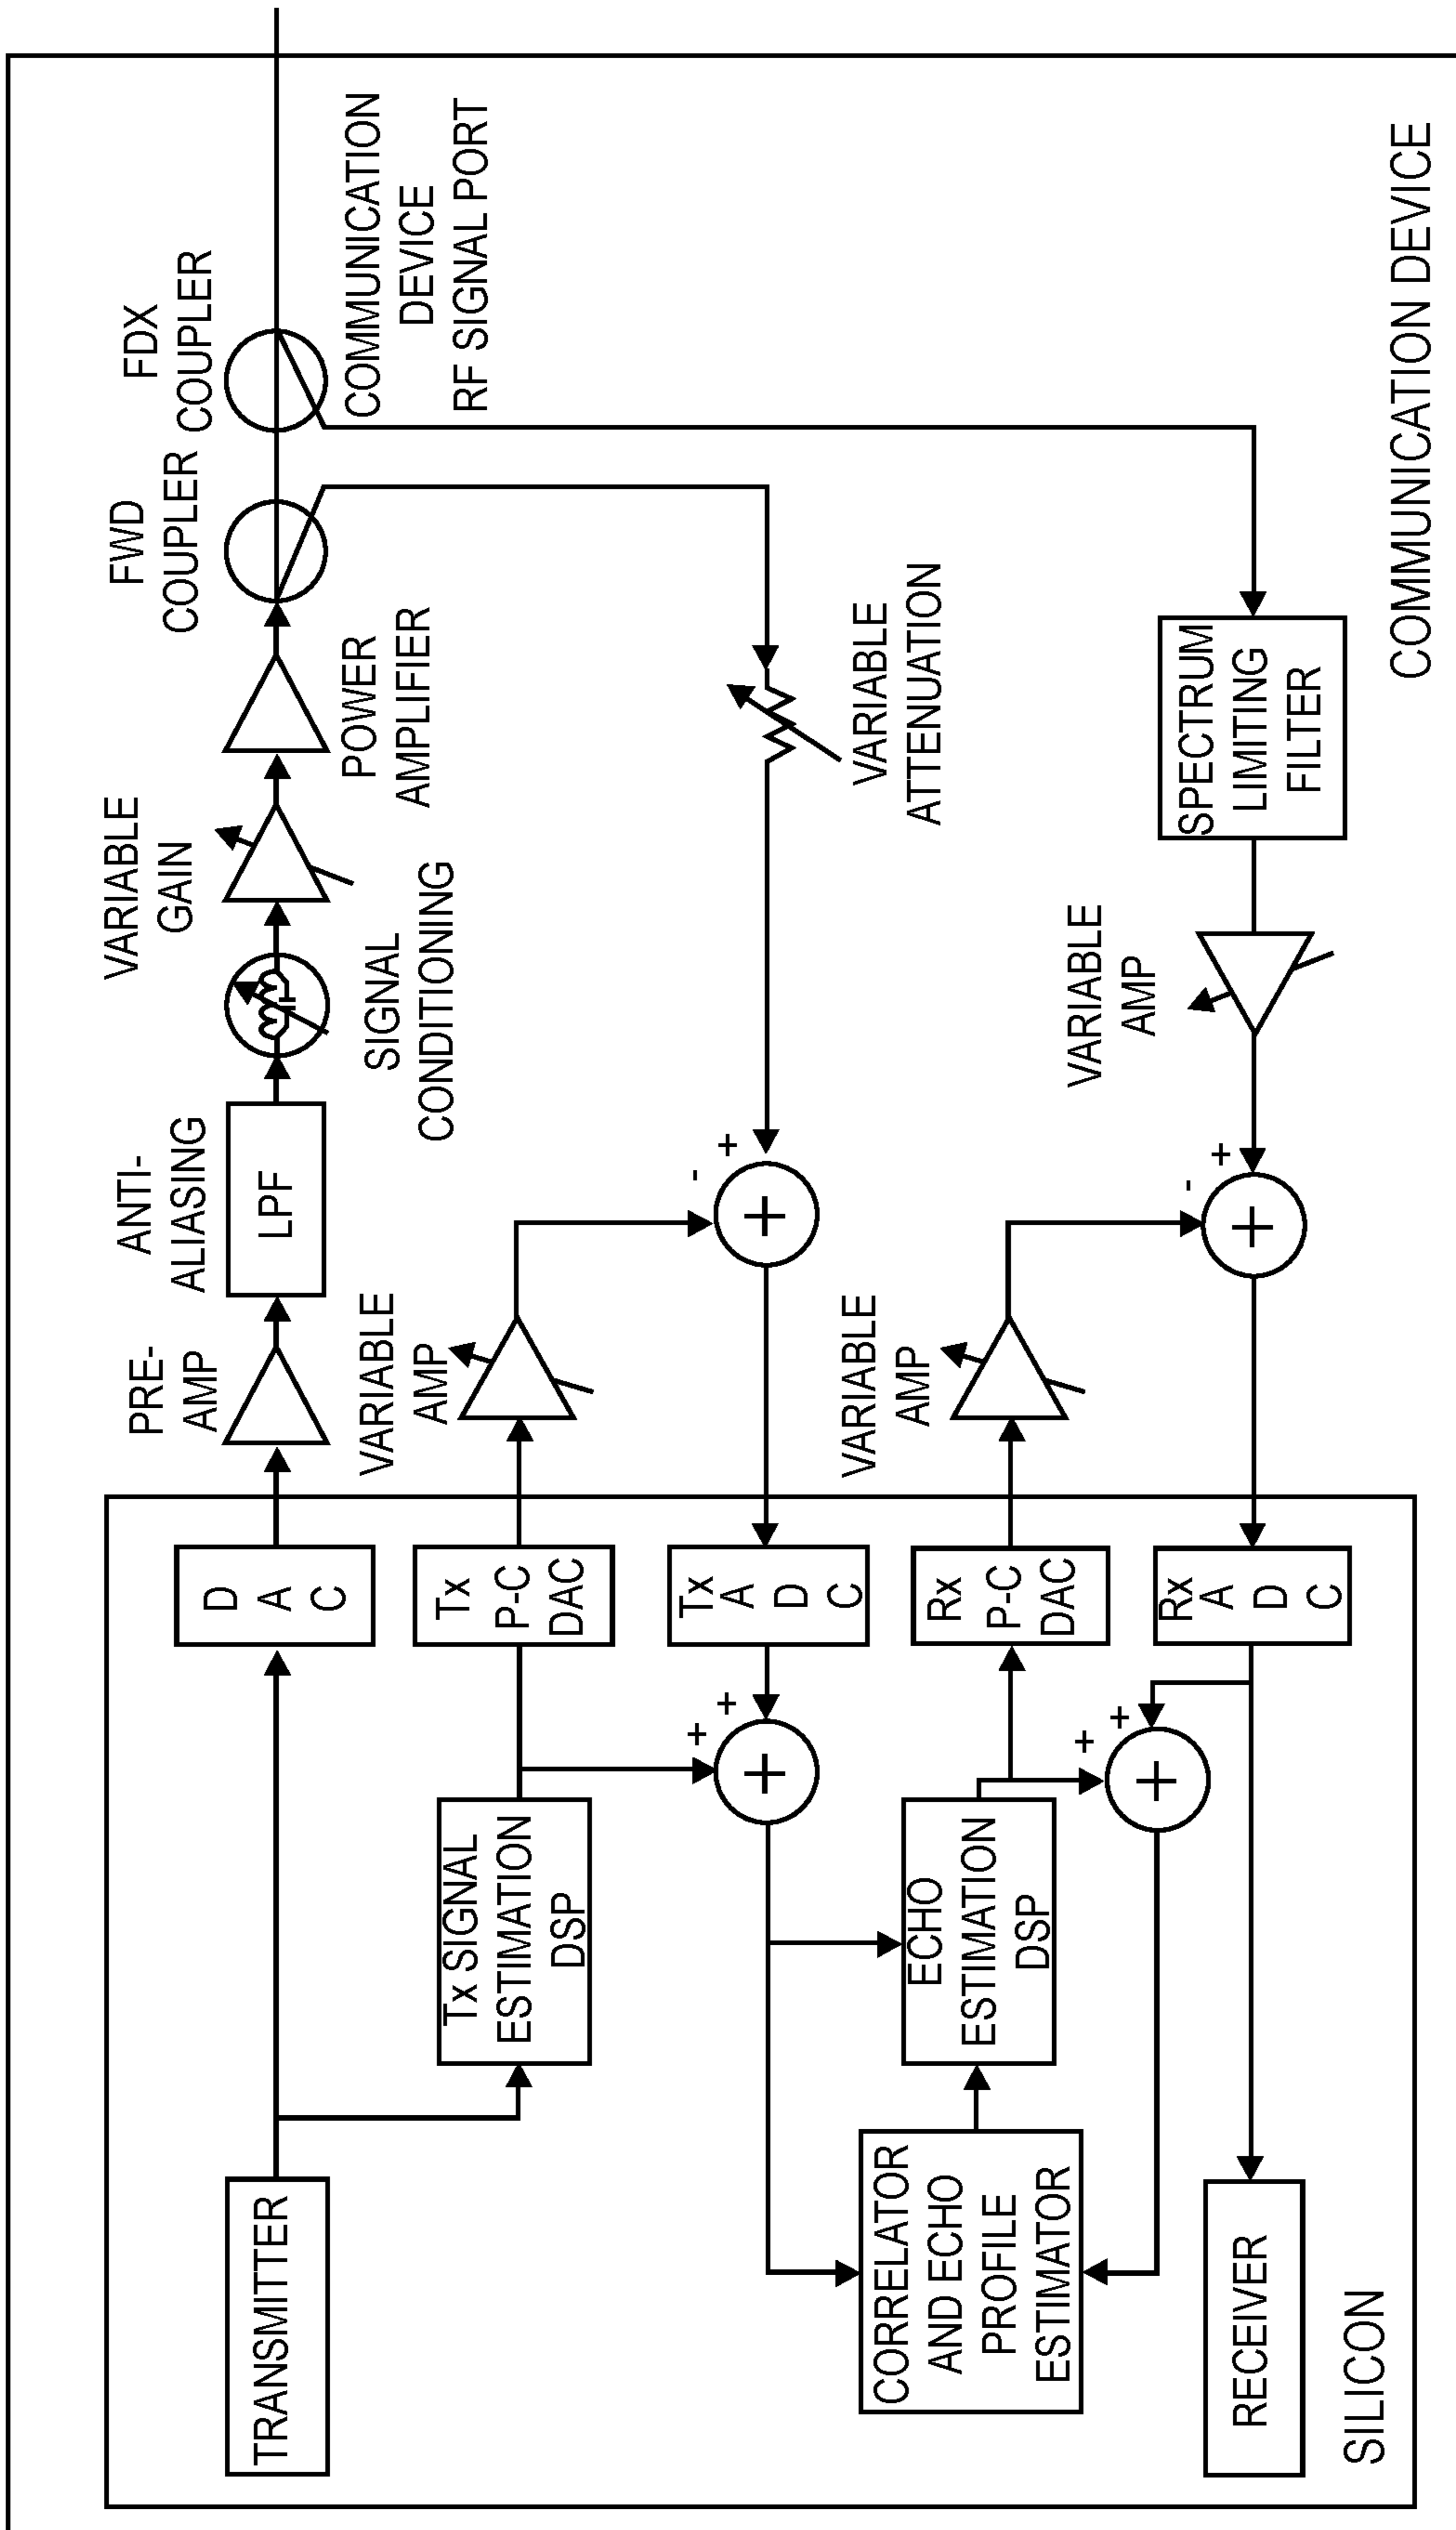 FDX
COUPLER
FWD
COUPLER
COMMUNICATION
DEVICE
RF SIGNAL PORT
POWER
AMPLIFIER
VARIABLE
GAIN
SIGNAL
CONDITIONING
ANTI-
ALIASING
LPF
PRE-
AMP
VARIABLE
ATTENUATION
SPECTRUM
LIMITING
FILTER
VARIABLE
AMP
- +
+
- +
+
VARIABLE
AMP
VARIABLE
AMP
D
A
C
Tx
P-C
DAC
Tx
A
D
C
Rx
P-C
DAC
Rx
A
D
C
+ +
+
+ +
+
Tx SIGNAL
ESTIMATION
DSP
ECHO
ESTIMATION
DSP
TRANSMITTER
CORRELATOR
AND ECHO
PROFILE
ESTIMATOR
RECEIVER
SILICON
COMMUNICATION DEVICE